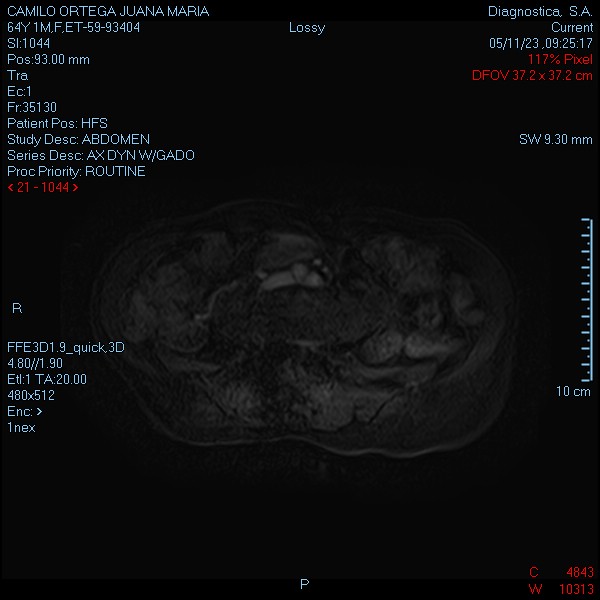 CAMILO ORTEGA JUANA MARIA
64Y 1M,F,ET-59-93404
SI:1044
Pos:93.00 mm
Tra
Ec:1
Fr:35130
Patient Pos: HFS
Study Desc: ABDOMEN
Series Desc: AX DYN W/GADO
Proc Priority: ROUTINE
< 21 - 1044 >
Lossy
Diagnostica, S.A.
Current
05/11/23 ,09:25:17
117% Pixel
DFOV 37.2 x 37.2 cm
SW 9.30 mm
R
FFE3D1.9_quick,3D
4.80//1.90
Etl:1 TA:20.00
480x512
Enc: >
1nex
10 cm
P
C 4843
W 10313